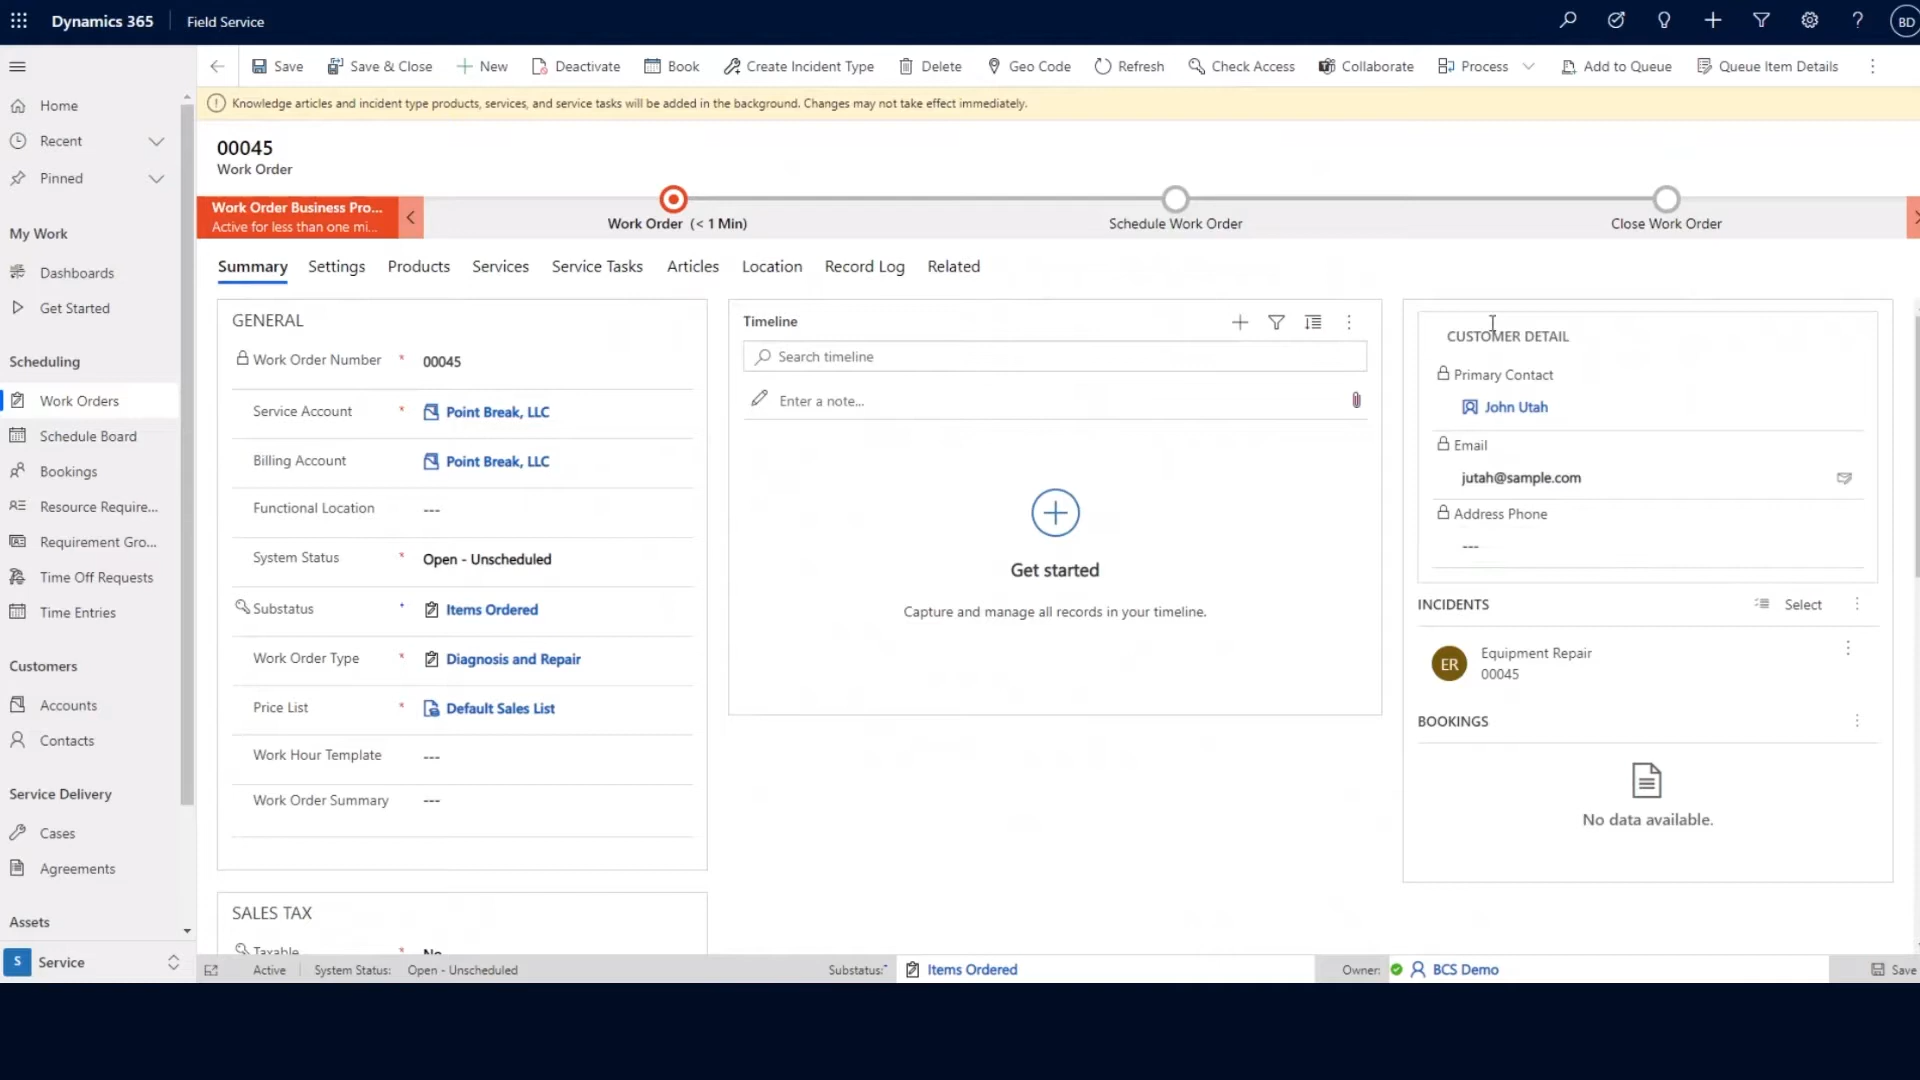 Dynamics 365
Field Service
BD
Save
Save & Close
New
Deactivate
Book
Create Incident Type
Delete
Geo Code
Refresh
Check Access
Collaborate
Process
Add to Queue
Queue Item Details
Home
Recent
Pinned
My Work
Dashboards
Get Started
Scheduling
Work Orders
Schedule Board
Bookings
Resource Require...
Requirement Gro...
Time Off Requests
Time Entries
Customers
Accounts
Contacts
Service Delivery
Cases
Agreements
Assets
S
Service
Knowledge articles and incident type products, services, and service tasks will be added in the background. Changes may not take effect immediately.
00045
Work Order
Work Order Business Pro...
Active for less than one mi...
Work Order (< 1 Min)
Schedule Work Order
Close Work Order
Summary
Settings
Products
Services
Service Tasks
Articles
Location
Record Log
Related
GENERAL
Work Order Number * 00045
Service Account * Point Break, LLC
Billing Account Point Break, LLC
Functional Location ---
System Status * Open - Unscheduled
Substatus * Items Ordered
Work Order Type * Diagnosis and Repair
Price List * Default Sales List
Work Hour Template ---
Work Order Summary ---
SALES TAX
Taxable * No
Timeline
Search timeline
Enter a note...
Get started
Capture and manage all records in your timeline.
CUSTOMER DETAIL
Primary Contact
John Utah
Email
jutah@sample.com
Address Phone
---
INCIDENTS
Select
ER
Equipment Repair
00045
BOOKINGS
No data available.
Active
System Status: Open - Unscheduled
Substatus:* Items Ordered
Owner: BCS Demo
Save